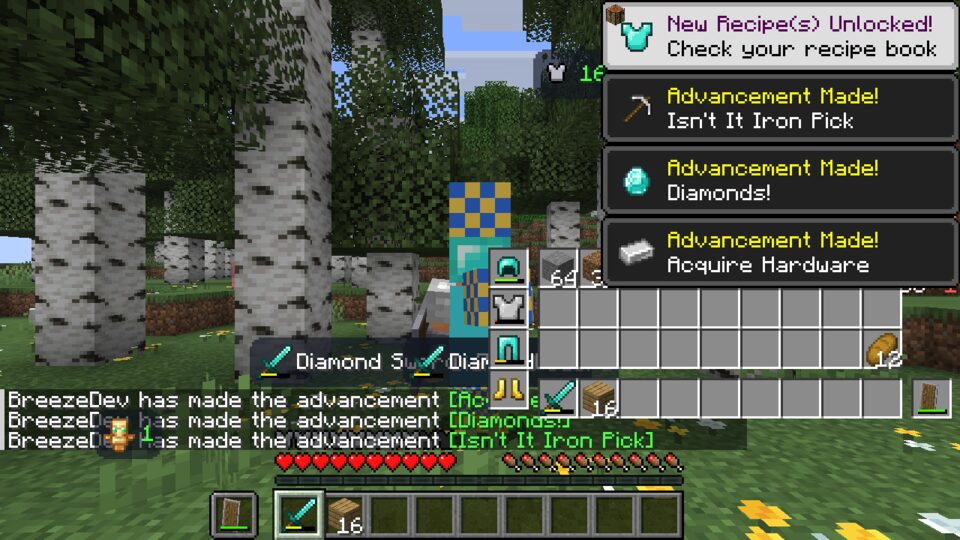 New Recipe(s) Unlocked!
Check your recipe book
16
Advancement Made!
Isn't It Iron Pick
Advancement Made!
Diamonds!
Advancement Made!
Acquire Hardware
64
12
Diamond
16
BreezeDev has made the advancement
BreezeDev has made the advancement [Diamonds!]
BreezeDev has made the advancement [Isn't It Iron Pick]
1
16